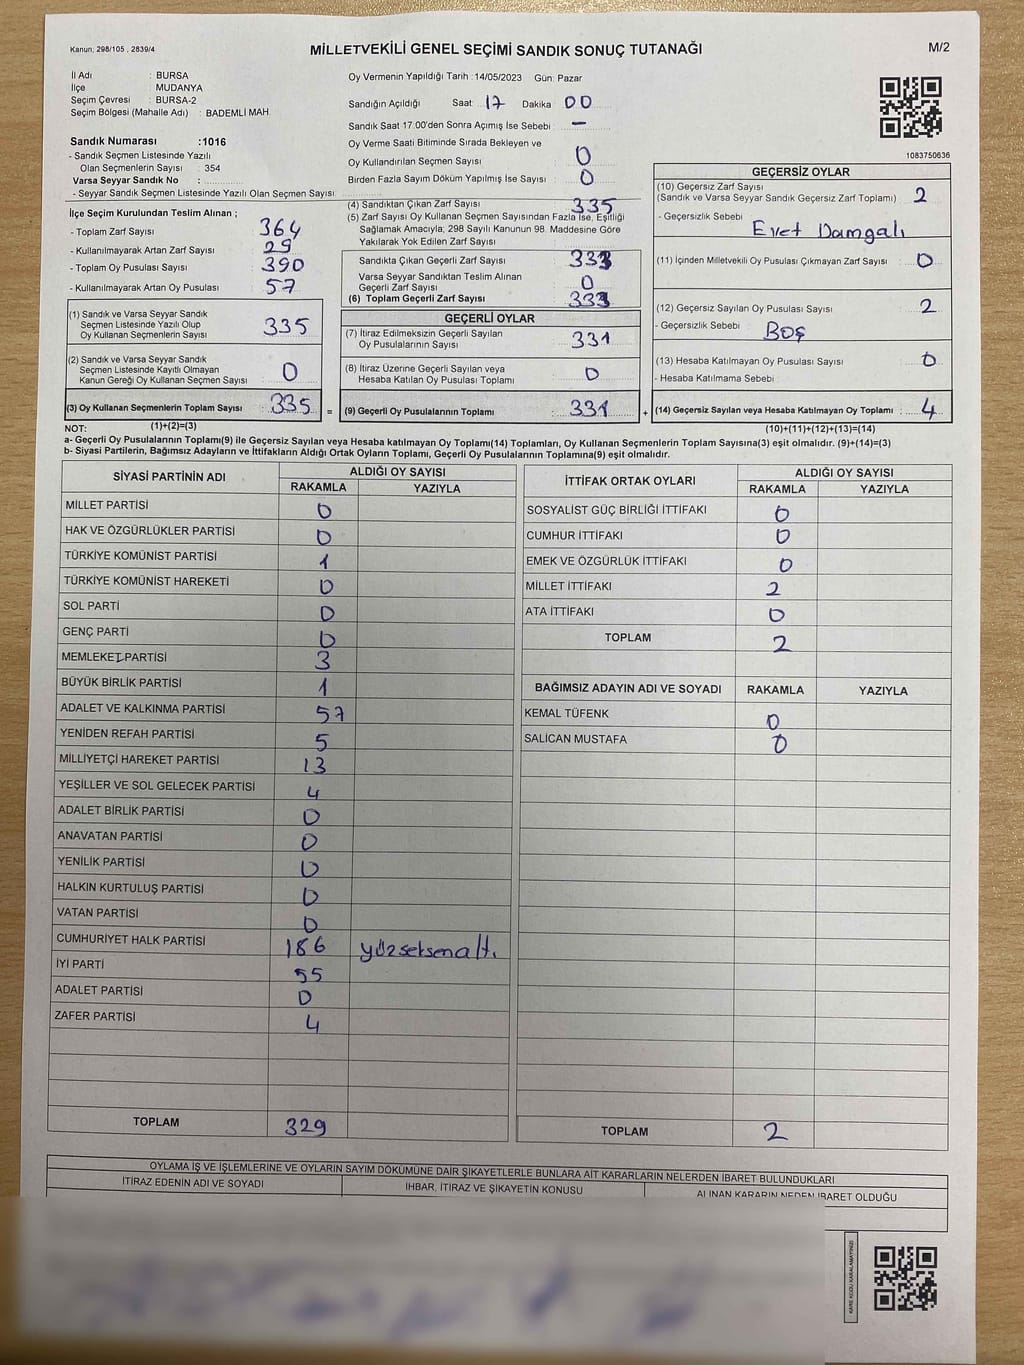 Kanun; 298/105 , 2839/4
MİLLETVEKİLİ GENEL SEÇİMİ SANDIK SONUÇ TUTANAĞI
M/2
İl Adı : BURSA
İlçe : MUDANYA
Seçim Çevresi : BURSA-2
Seçim Bölgesi (Mahalle Adı) : BADEMLİ MAH.
Sandık Numarası :1016
- Sandık Seçmen Listesinde Yazılı
Olan Seçmenlerin Sayısı : 354
Varsa Seyyar Sandık No :
- Seyyar Sandık Seçmen Listesinde Yazılı Olan Seçmen Sayısı
Oy Vermenin Yapıldığı Tarih :14/05/2023 Gün: Pazar
Sandığın Açıldığı Saat: 17 Dakika 00
Sandık Saat 17.00'den Sonra Açımış İse Sebebi : -
Oy Verme Saati Bitiminde Sırada Bekleyen ve
Oy Kullandırılan Seçmen Sayısı : 0
Birden Fazla Sayım Döküm Yapılmış İse Sayısı : 0
1083750636
İlçe Seçim Kurulundan Teslim Alınan ;
- Toplam Zarf Sayısı : 364
- Kullanılmayarak Artan Zarf Sayısı : 29
- Toplam Oy Pusulası Sayısı : 390
- Kullanılmayarak Artan Oy Pusulası : 57
(1) Sandık ve Varsa Seyyar Sandık
Seçmen Listesinde Yazılı Olup
Oy Kullanan Seçmenlerin Sayısı : 335
(2) Sandık ve Varsa Seyyar Sandık
Seçmen Listesinde Kayıtlı Olmayan
Kanun Gereği Oy Kullanan Seçmen Sayısı : 0
(3) Oy Kullanan Seçmenlerin Toplam Sayısı : 335 =
(4) Sandıktan Çıkan Zarf Sayısı : 335
(5) Zarf Sayısı Oy Kullanan Seçmen Sayısından Fazla İse, Eşitliği
Sağlamak Amacıyla; 298 Sayılı Kanunun 98. Maddesine Göre
Yakılarak Yok Edilen Zarf Sayısı :
Sandıkta Çıkan Geçerli Zarf Sayısı : 333
Varsa Seyyar Sandıktan Teslim Alınan
Geçerli Zarf Sayısı : 0
(6) Toplam Geçerli Zarf Sayısı : 333
GEÇERLİ OYLAR
(7) İtiraz Edilmeksizin Geçerli Sayılan
Oy Pusulalarının Sayısı : 331
(8) İtiraz Üzerine Geçerli Sayılan veya
Hesaba Katılan Oy Pusulası Toplamı : 0
(9) Geçerli Oy Pusulalarının Toplamı : 331 +
GEÇERSİZ OYLAR
(10) Geçersiz Zarf Sayısı
(Sandık ve Varsa Seyyar Sandık Geçersiz Zarf Toplamı) : 2
- Geçersizlik Sebebi :
Evet Damgalı
(11) İçinden Milletvekili Oy Pusulası Çıkmayan Zarf Sayısı : 0
(12) Geçersiz Sayılan Oy Pusulası Sayısı : 2
- Geçersizlik Sebebi : Boş
(13) Hesaba Katılmayan Oy Pusulası Sayısı : 0
- Hesaba Katılmama Sebebi :
(14) Geçersiz Sayılan veya Hesaba Katılmayan Oy Toplamı : 4
NOT: (1)+(2)=(3)
(10)+(11)+(12)+(13)=(14)
a- Geçerli Oy Pusulalarının Toplamı(9) ile Geçersiz Sayılan veya Hesaba katılmayan Oy Toplamı(14) Toplamları, Oy Kullanan Seçmenlerin Toplam Sayısına(3) eşit olmalıdır. (9)+(14)=(3)
b- Siyasi Partilerin, Bağımsız Adayların ve İttifakların Aldığı Ortak Oyların Toplamı, Geçerli Oy Pusulalarının Toplamına(9) eşit olmalıdır.
SİYASİ PARTİNİN ADI ALDIĞI OY SAYISI
RAKAMLA YAZIYLA
MİLLET PARTİSİ 0
HAK VE ÖZGÜRLÜKLER PARTİSİ 0
TÜRKİYE KOMÜNİST PARTİSİ 1
TÜRKİYE KOMÜNİST HAREKETİ 0
SOL PARTİ 0
GENÇ PARTİ 0
MEMLEKET PARTİSİ 3
BÜYÜK BİRLİK PARTİSİ 1
ADALET VE KALKINMA PARTİSİ 57
YENİDEN REFAH PARTİSİ 5
MİLLİYETÇİ HAREKET PARTİSİ 13
YEŞİLLER VE SOL GELECEK PARTİSİ 4
ADALET BİRLİK PARTİSİ 0
ANAVATAN PARTİSİ 0
YENİLİK PARTİSİ 0
HALKIN KURTULUŞ PARTİSİ 0
VATAN PARTİSİ 0
CUMHURİYET HALK PARTİSİ 186 yüzseksenaltı
İYİ PARTİ 55
ADALET PARTİSİ 0
ZAFER PARTİSİ 4
TOPLAM 329
İTTİFAK ORTAK OYLARI ALDIĞI OY SAYISI
RAKAMLA YAZIYLA
SOSYALİST GÜÇ BİRLİĞİ İTTİFAKI 0
CUMHUR İTTİFAKI 0
EMEK VE ÖZGÜRLÜK İTTİFAKI 0
MİLLET İTTİFAKI 2
ATA İTTİFAKI 0
TOPLAM 2
BAĞIMSIZ ADAYIN ADI VE SOYADI RAKAMLA YAZIYLA
KEMAL TÜFENK 0
SALİCAN MUSTAFA 0
TOPLAM 2
OYLAMA İŞ VE İŞLEMLERİNE VE OYLARIN SAYIM DÖKÜMÜNE DAİR ŞİKAYETLERLE BUNLARA AİT KARARLARIN NELERDEN İBARET BULUNDUKLARI
İTİRAZ EDENİN ADI VE SOYADI İHBAR, İTİRAZ VE ŞİKAYETİN KONUSU ALINAN KARARIN NEDEN İBARET OLDUĞU
KARE KODU KARALAMAYINIZ!